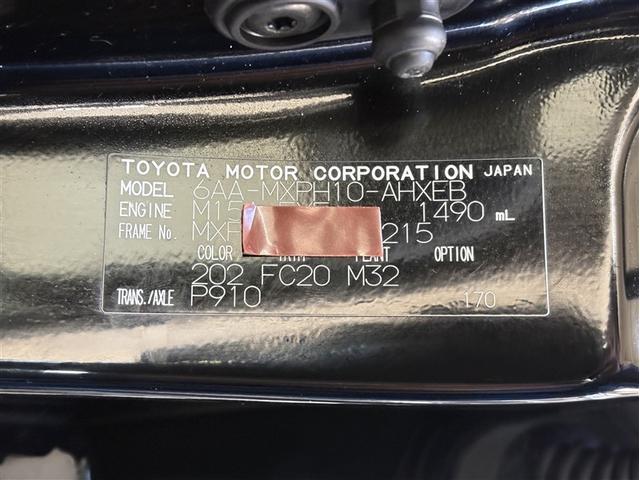 TOYOTA MOTOR CORPORATION JAPAN
MODEL 6AA-MXPH10-AHXEB
ENGINE M15 1490 mL
FRAME No. MXP 215
COLOR TRIM PLANT OPTION
202 FC20 M32
TRANS./AXLE P910 170